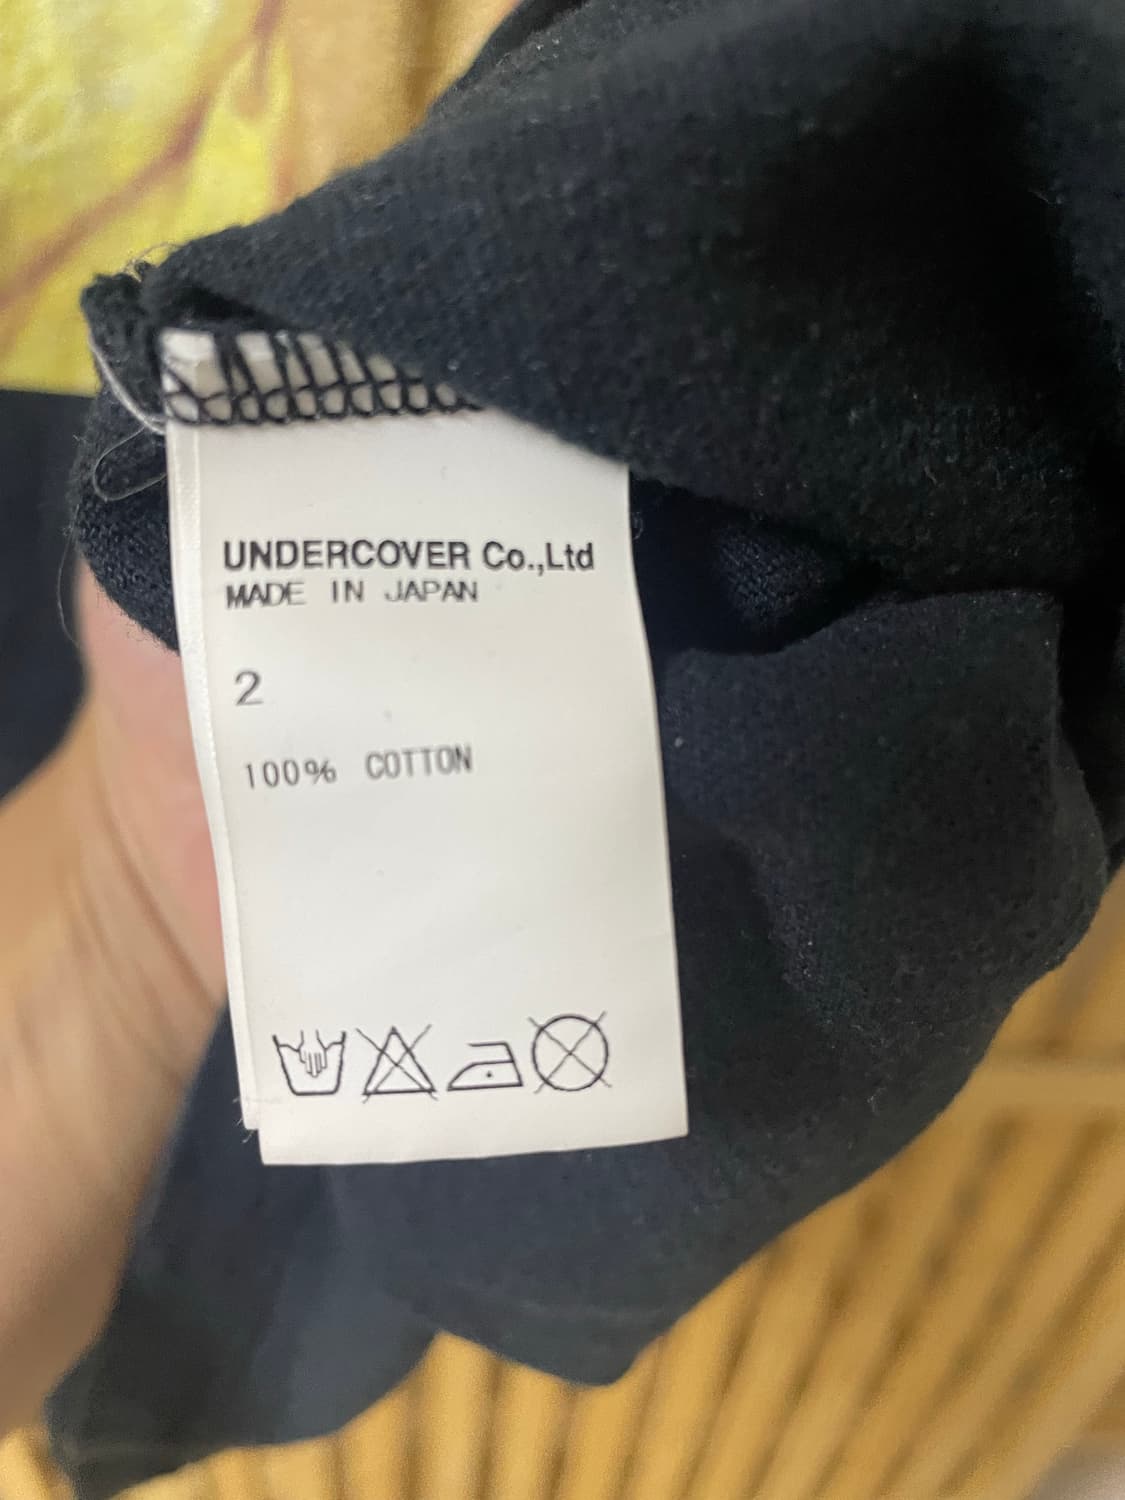 UNDERCOVER Co.,Ltd
MADE IN JAPAN
2
100% COTTON